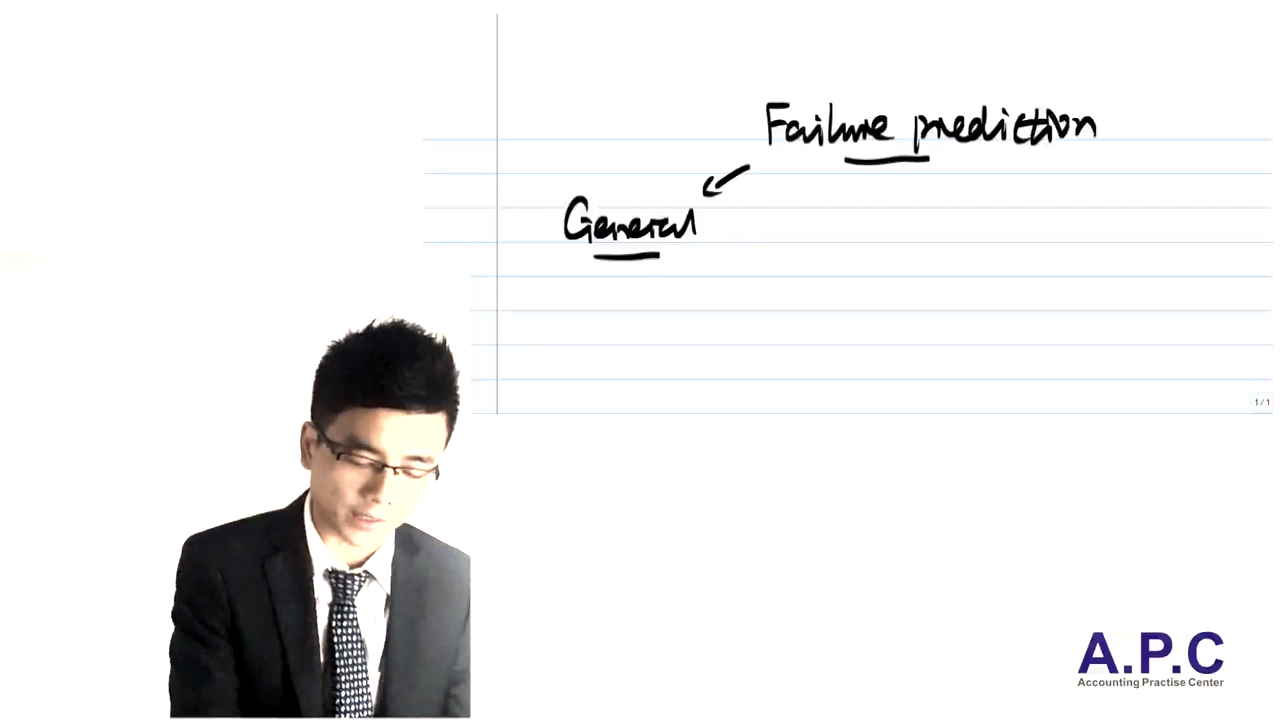 Failure prediction
General
1 / 1
A.P.C
Accounting Practise Center